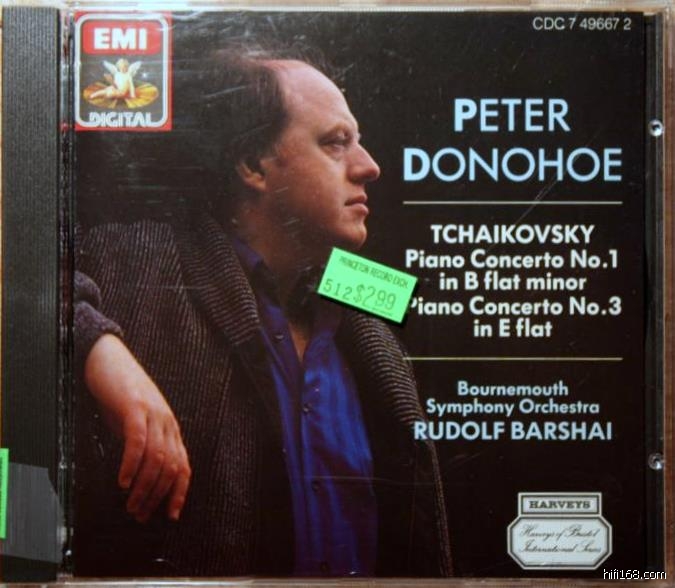 CDC 7 49667 2
EMI
DIGITAL
PETER
DONOHOE
TCHAIKOVSKY
Piano Concerto No.1
in B flat minor
Piano Concerto No.3
in E flat
PRINCETON RECORD EXCH.
512 $2.99
Bournemouth
Symphony Orchestra
RUDOLF BARSHAI
HARVEYS
Harveys of Bristol
International Series
hifi168.com